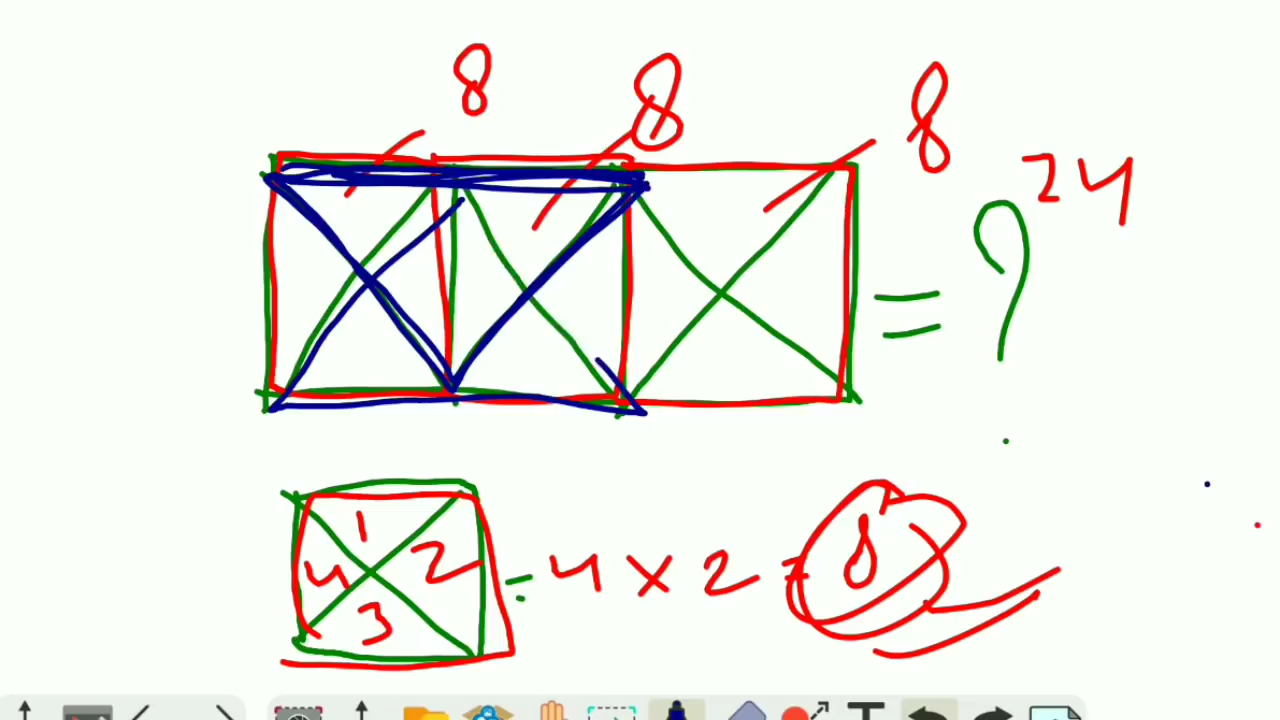 8 8 8
= ? 24
1
4 2
3
÷ 4 x 2 = 8